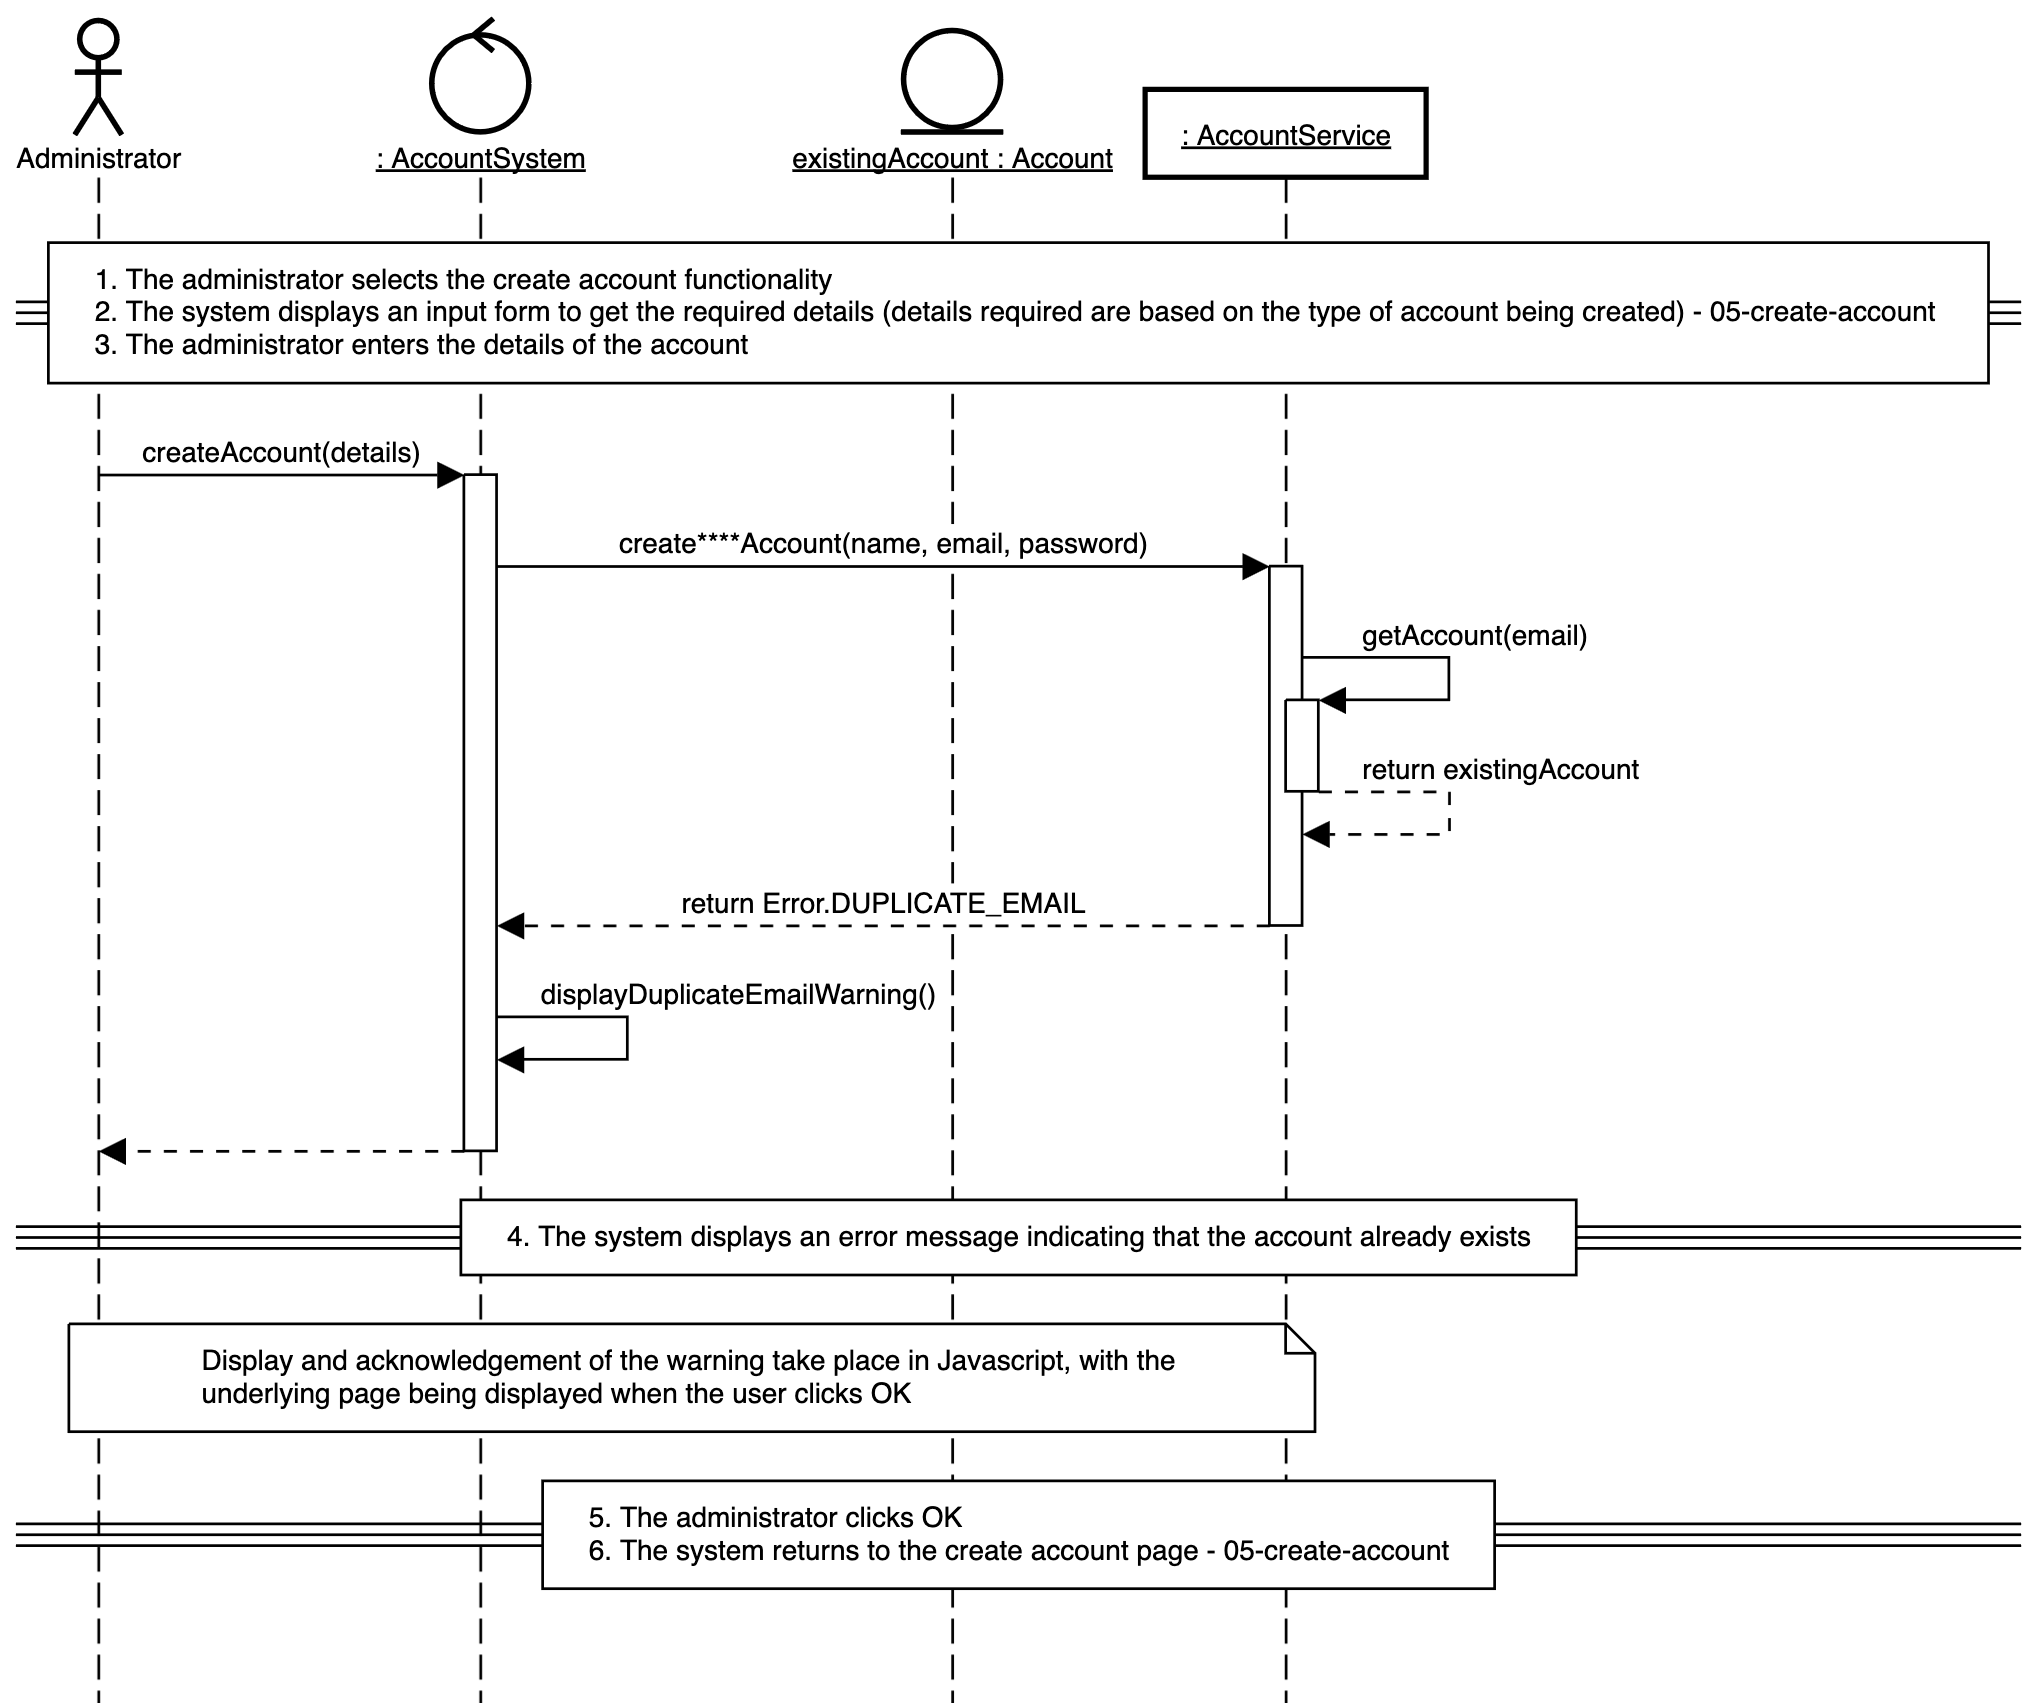 Administrator
: AccountSystem
existingAccount : Account
: AccountService
1. The administrator selects the create account functionality
2. The system displays an input form to get the required details (details required are based on the type of account being created) - 05-create-account
3. The administrator enters the details of the account
createAccount(details)
create****Account(name, email, password)
getAccount(email)
return existingAccount
return Error.DUPLICATE_EMAIL
displayDuplicateEmailWarning()
4. The system displays an error message indicating that the account already exists
Display and acknowledgement of the warning take place in Javascript, with the
underlying page being displayed when the user clicks OK
5. The administrator clicks OK
6. The system returns to the create account page - 05-create-account